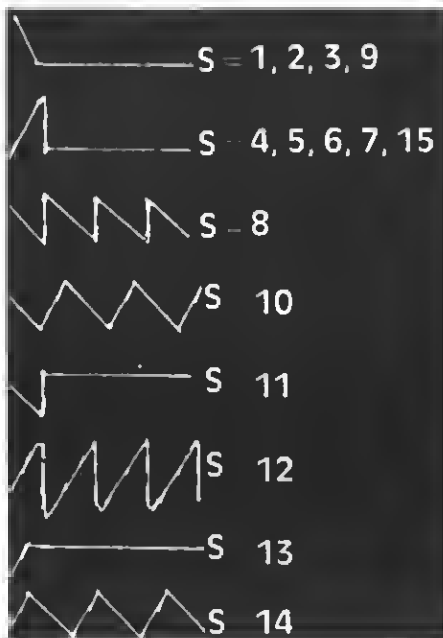 S = 1, 2, 3, 9
S - 4, 5, 6, 7, 15
S - 8
S 10
S 11
S 12
S 13
S 14